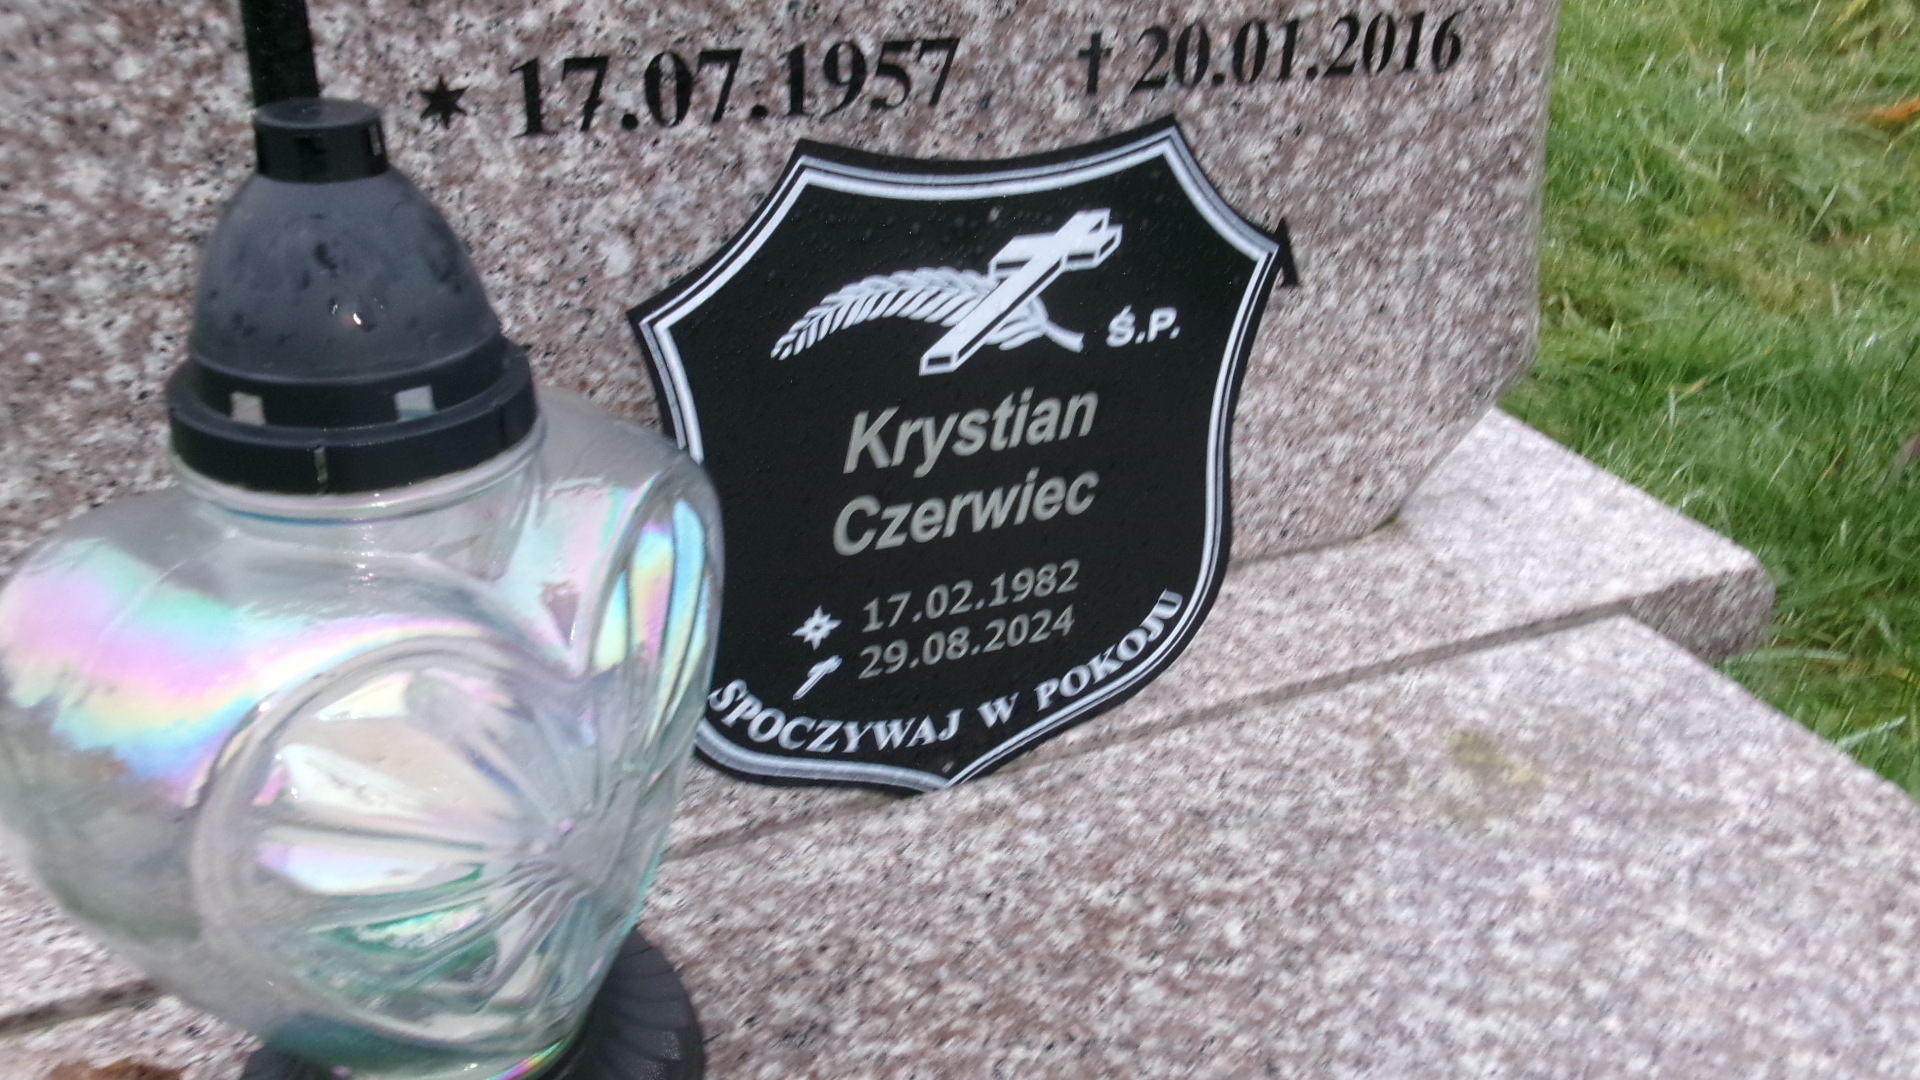 ★ 17.07.1957 † 20.01.2016
A
Ś.P.
Krystian
Czerwiec
17.02.1982
29.08.2024
SPOCZYWAJ W POKOJU